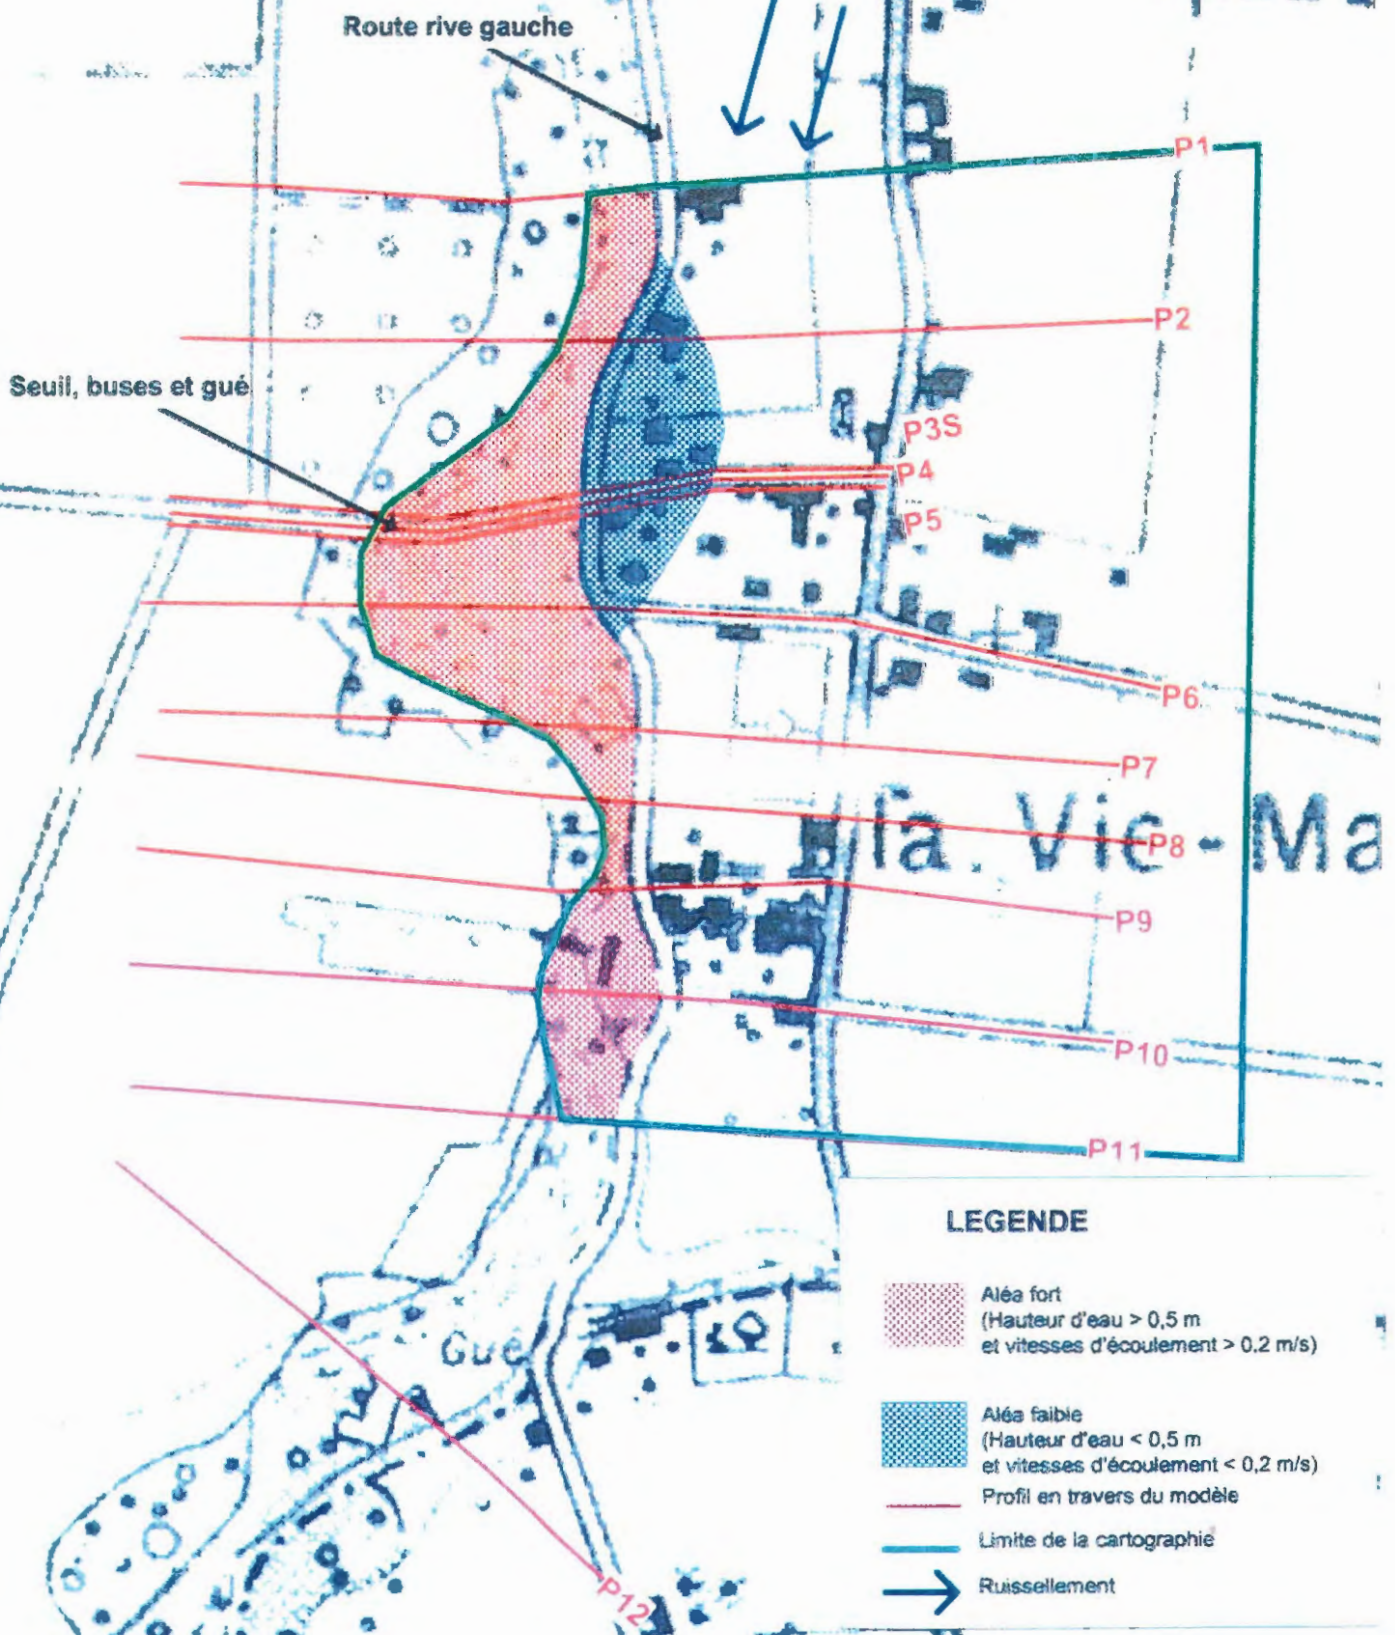 Route rive gauche
P1
P2
Seuil, buses et gué
P3S
P4
P5
P6
P7
la Vic-Ma
P8
P9
P10
P11
LEGENDE
Aléa fort
(Hauteur d'eau > 0,5 m
et vitesses d'écoulement > 0.2 m/s)
Gué
Aléa faible
(Hauteur d'eau < 0,5 m
et vitesses d'écoulement < 0,2 m/s)
Profil en travers du modèle
Limite de la cartographie
Ruissellement
P12